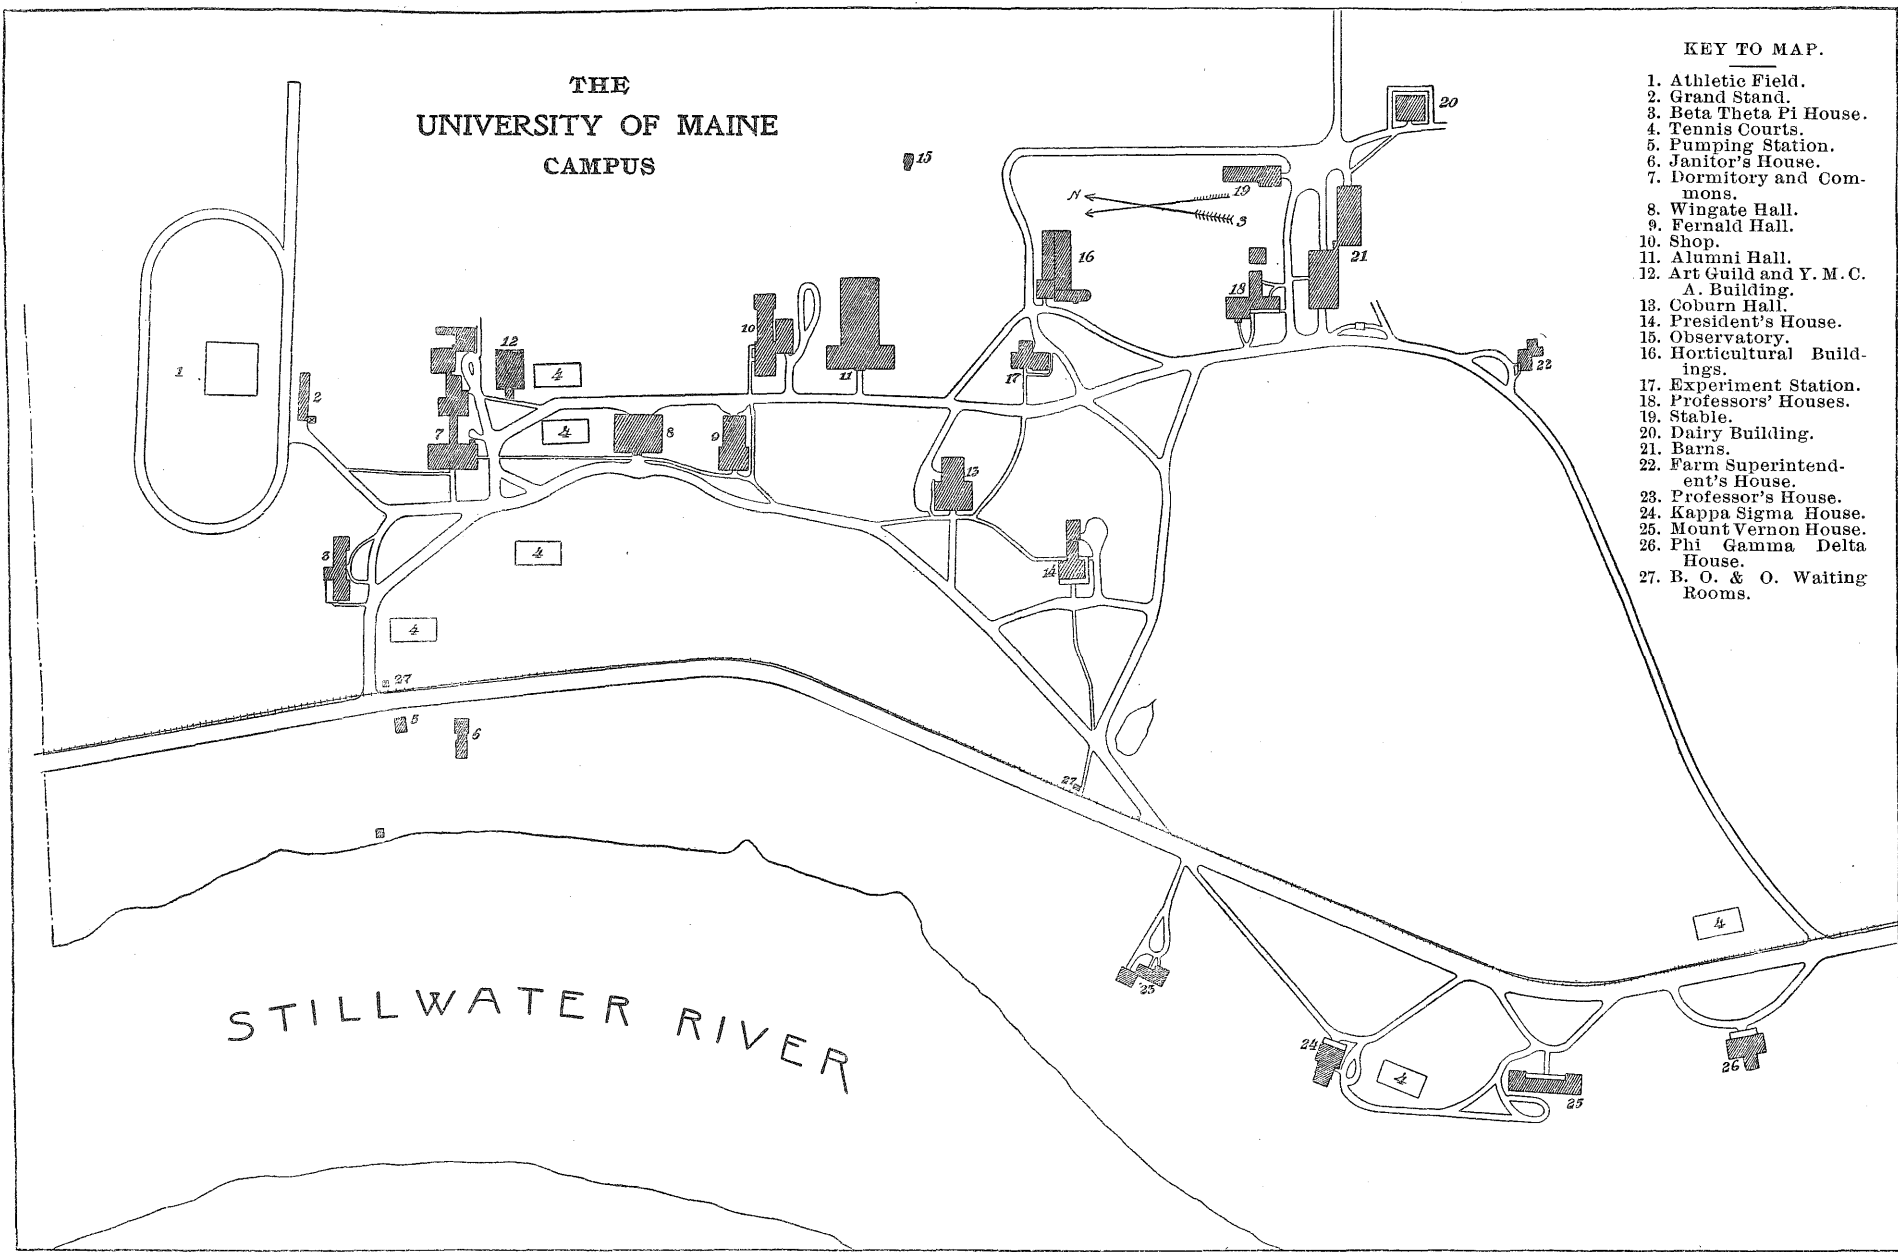 THE
UNIVERSITY OF MAINE
CAMPUS
KEY TO MAP.
1. Athletic Field.
2. Grand Stand.
3. Beta Theta Pi House.
4. Tennis Courts.
5. Pumping Station.
6. Janitor's House.
7. Dormitory and Com-
mons.
8. Wingate Hall.
9. Fernald Hall.
10. Shop.
11. Alumni Hall.
12. Art Guild and Y. M. C.
A. Building.
13. Coburn Hall.
14. President's House.
15. Observatory.
16. Horticultural Build-
ings.
17. Experiment Station.
18. Professors' Houses.
19. Stable.
20. Dairy Building.
21. Barns.
22. Farm Superintend-
ent's House.
23. Professor's House.
24. Kappa Sigma House.
25. Mount Vernon House.
26. Phi Gamma Delta
House.
27. B. O. & O. Waiting
Rooms.
20
15
N
19
3
16
21
18
10
12
11
17
22
1
4
2
7
4
8
9
13
3
4
14
4
27
5
6
27
4
23
24
4
25
26
STILLWATER RIVER